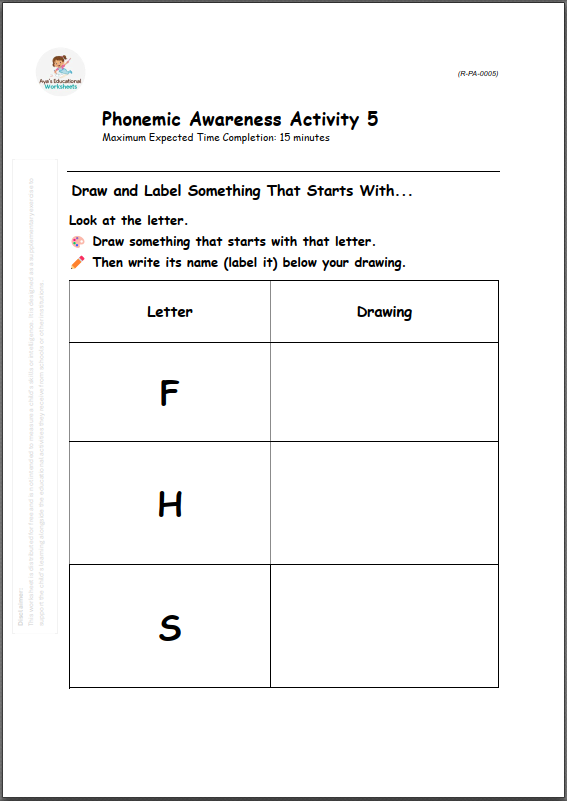 Aya's Educational
Worksheets
(R-PA-0005)
Phonemic Awareness Activity 5
Maximum Expected Time Completion: 15 minutes
Draw and Label Something That Starts With...
Look at the letter.
🎨 Draw something that starts with that letter.
🖍️ Then write its name (label it) below your drawing.
Letter Drawing
F
H
S
Disclaimer:
This worksheet is distributed for free and is not intended to measure a child's skills or intelligence. It is designed as a supplementary exercise to
support the child's learning alongside the educational activities they receive from schools or other institutions.